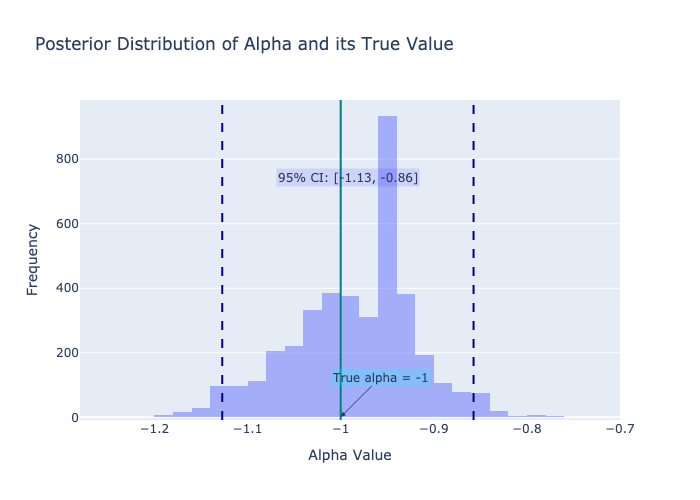 Posterior Distribution of Alpha and its True Value
Frequency
800
600
400
200
0
95% CI: [-1.13, -0.86]
True alpha = -1
−1.2
−1.1
−1
−0.9
−0.8
−0.7
Alpha Value